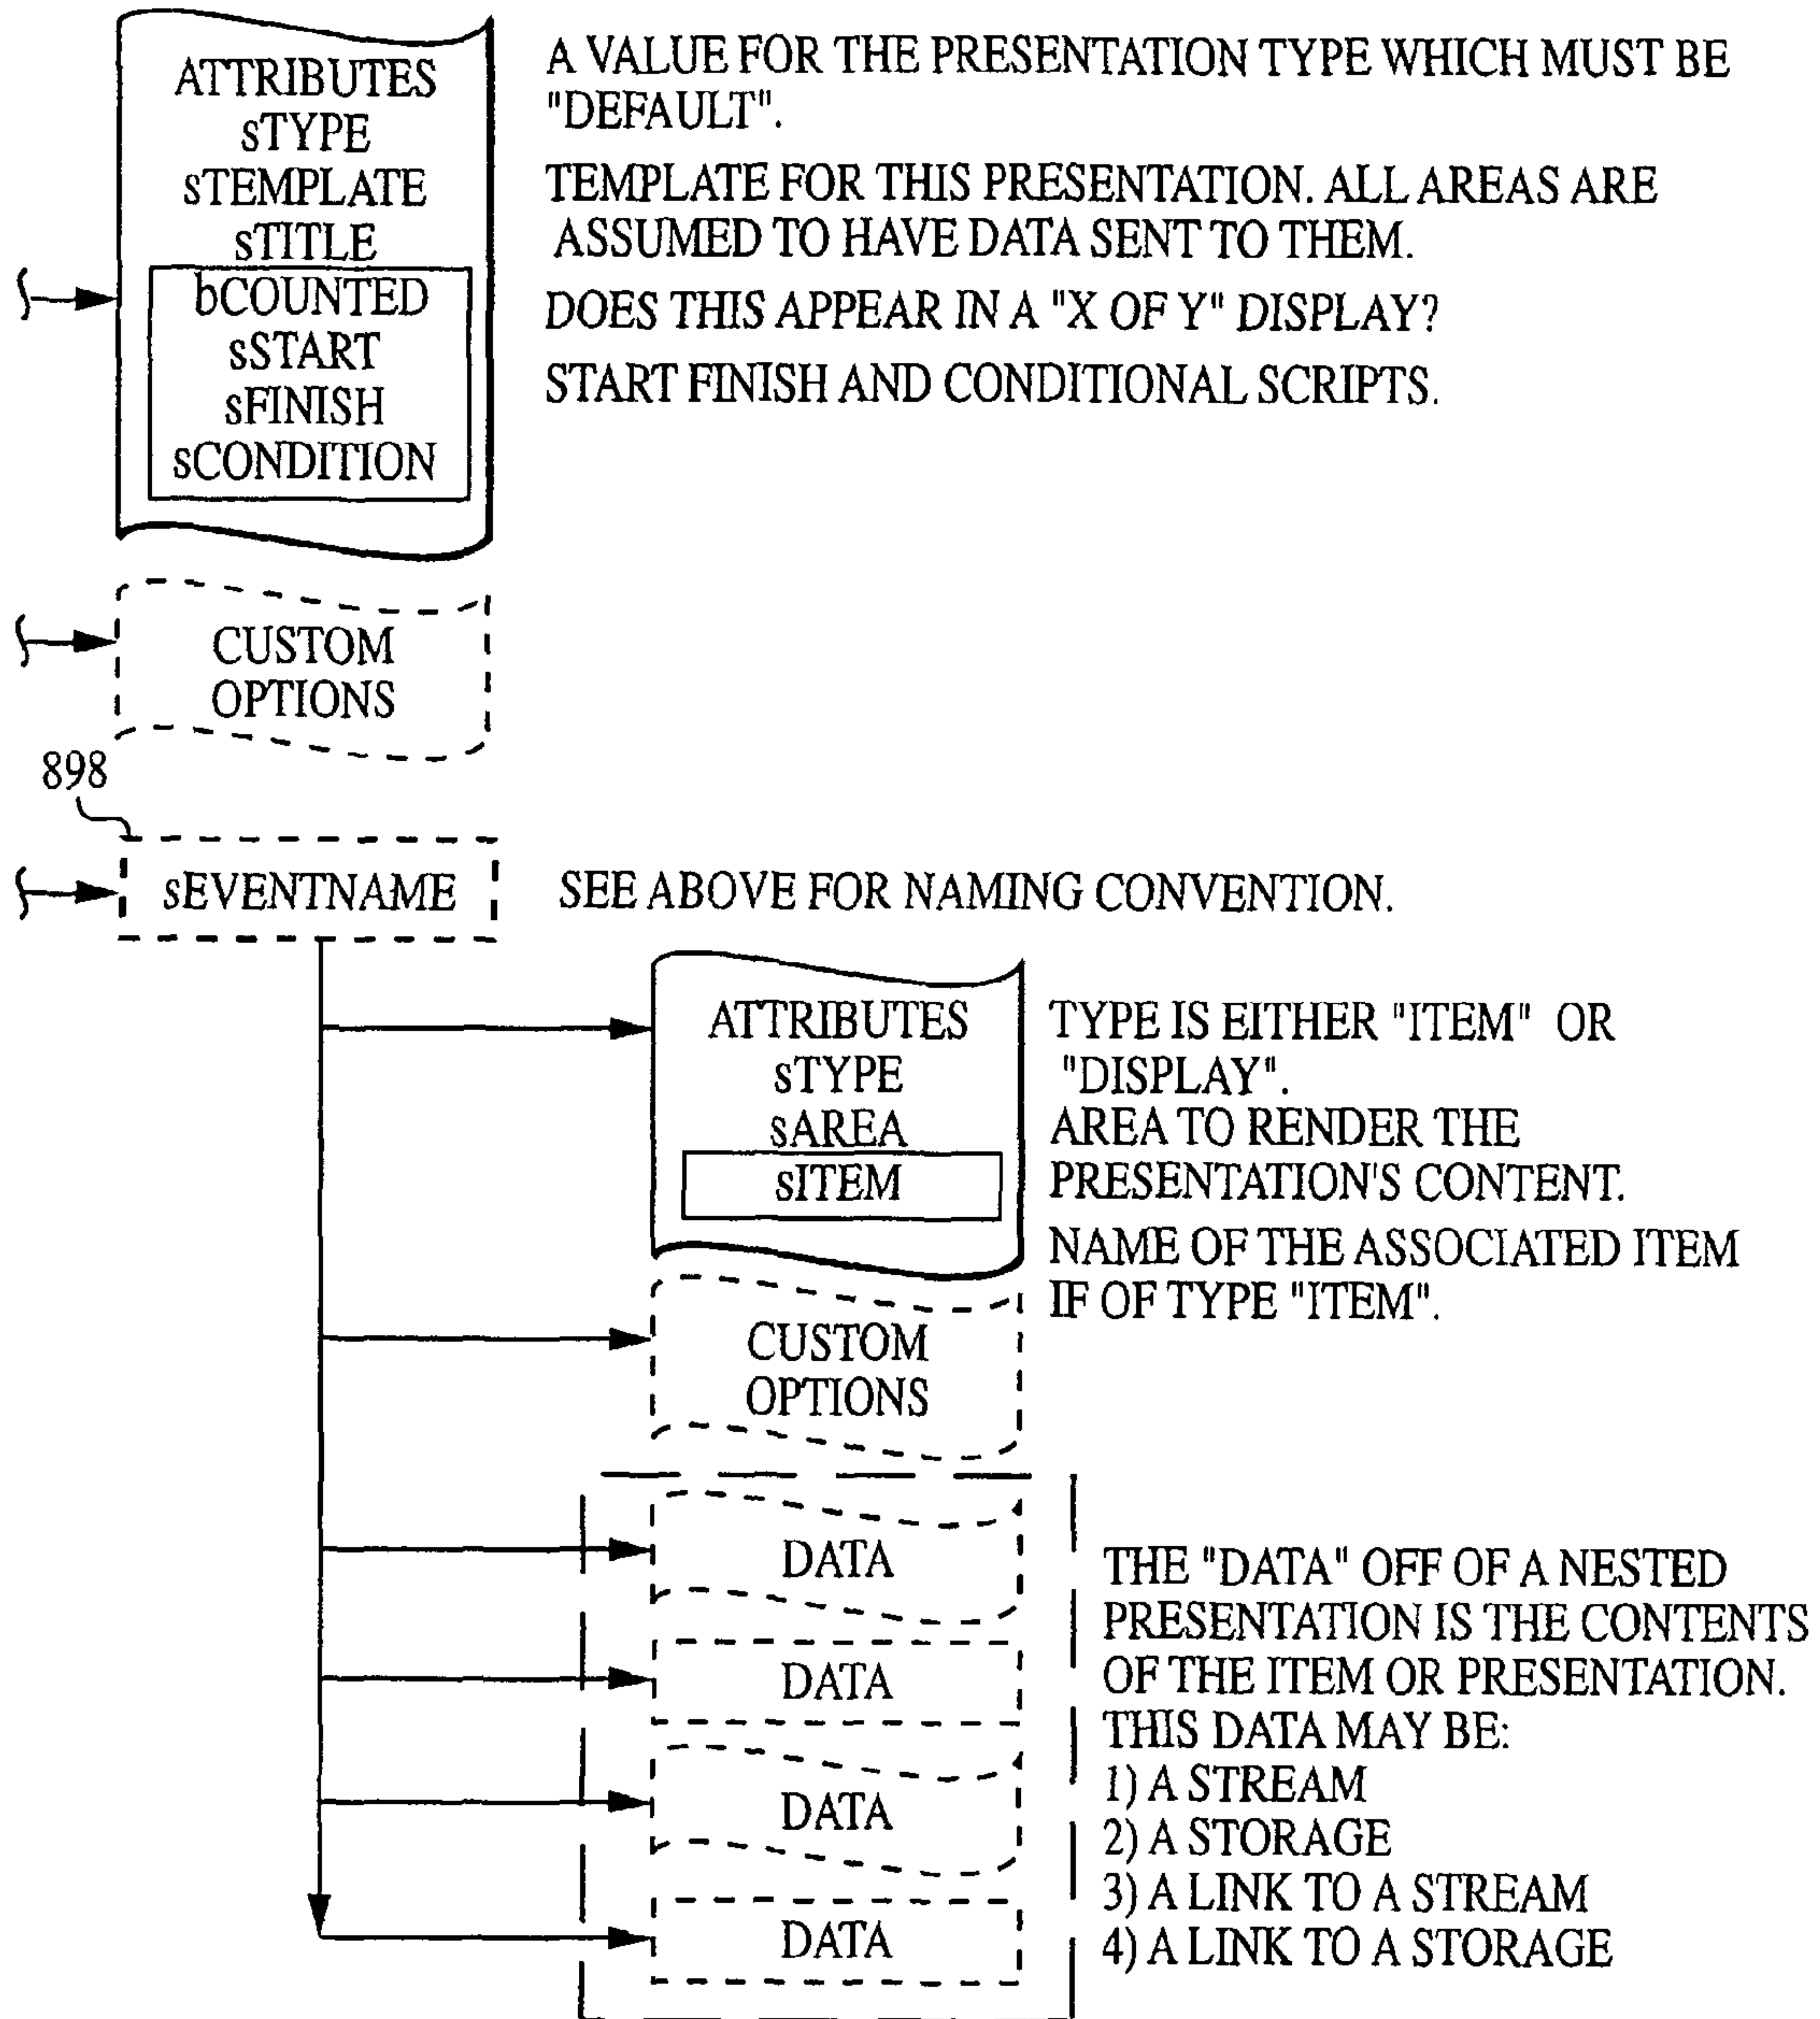 ATTRIBUTES
sTYPE
sTEMPLATE
sTITLE
bCOUNTED
sSTART
sFINISH
sCONDITION
A VALUE FOR THE PRESENTATION TYPE WHICH MUST BE
"DEFAULT".
TEMPLATE FOR THIS PRESENTATION. ALL AREAS ARE
ASSUMED TO HAVE DATA SENT TO THEM.
DOES THIS APPEAR IN A "X OF Y" DISPLAY?
START FINISH AND CONDITIONAL SCRIPTS.
CUSTOM
OPTIONS
898
sEVENTNAME
SEE ABOVE FOR NAMING CONVENTION.
ATTRIBUTES
sTYPE
sAREA
sITEM
TYPE IS EITHER "ITEM" OR
"DISPLAY".
AREA TO RENDER THE
PRESENTATION'S CONTENT.
NAME OF THE ASSOCIATED ITEM
IF OF TYPE "ITEM".
CUSTOM
OPTIONS
DATA
DATA
DATA
DATA
THE "DATA" OFF OF A NESTED
PRESENTATION IS THE CONTENTS
OF THE ITEM OR PRESENTATION.
THIS DATA MAY BE:
1) A STREAM
2) A STORAGE
3) A LINK TO A STREAM
4) A LINK TO A STORAGE